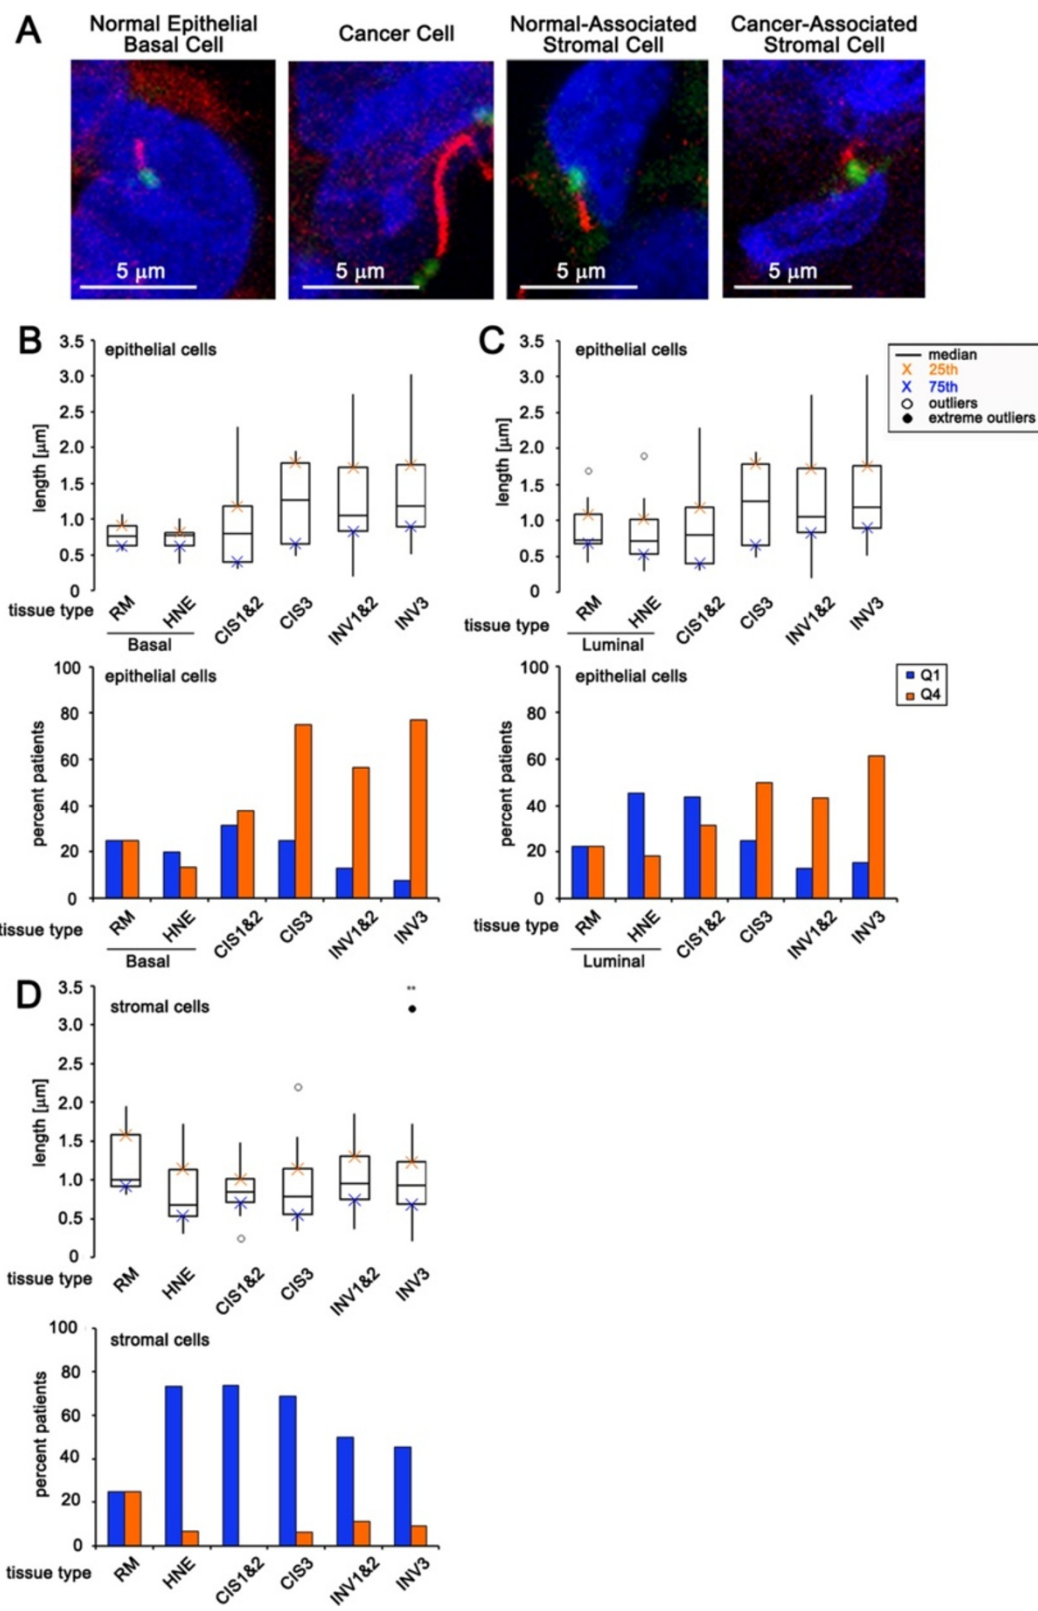 A
Normal Epithelial
Basal Cell
Cancer Cell
Normal-Associated
Stromal Cell
Cancer-Associated
Stromal Cell
5 μm
5 μm
5 μm
5 μm
B
epithelial cells
length [μm]
3.5
3.0
2.5
2.0
1.5
1.0
0.5
0
tissue type
RM
HNE
CIS1&2
CIS3
INV1&2
INV3
Basal
C
epithelial cells
length [μm]
3.5
3.0
2.5
2.0
1.5
1.0
0.5
0
tissue type
RM
HNE
CIS1&2
CIS3
INV1&2
INV3
Luminal
median
X 25th
X 75th
outliers
extreme outliers
epithelial cells
percent patients
100
80
60
40
20
0
tissue type
RM
HNE
CIS1&2
CIS3
INV1&2
INV3
Basal
epithelial cells
percent patients
100
80
60
40
20
0
tissue type
RM
HNE
CIS1&2
CIS3
INV1&2
INV3
Luminal
Q1
Q4
D
stromal cells
length [μm]
3.5
3.0
2.5
2.0
1.5
1.0
0.5
0
**
tissue type
RM
HNE
CIS1&2
CIS3
INV1&2
INV3
stromal cells
percent patients
100
80
60
40
20
0
tissue type
RM
HNE
CIS1&2
CIS3
INV1&2
INV3